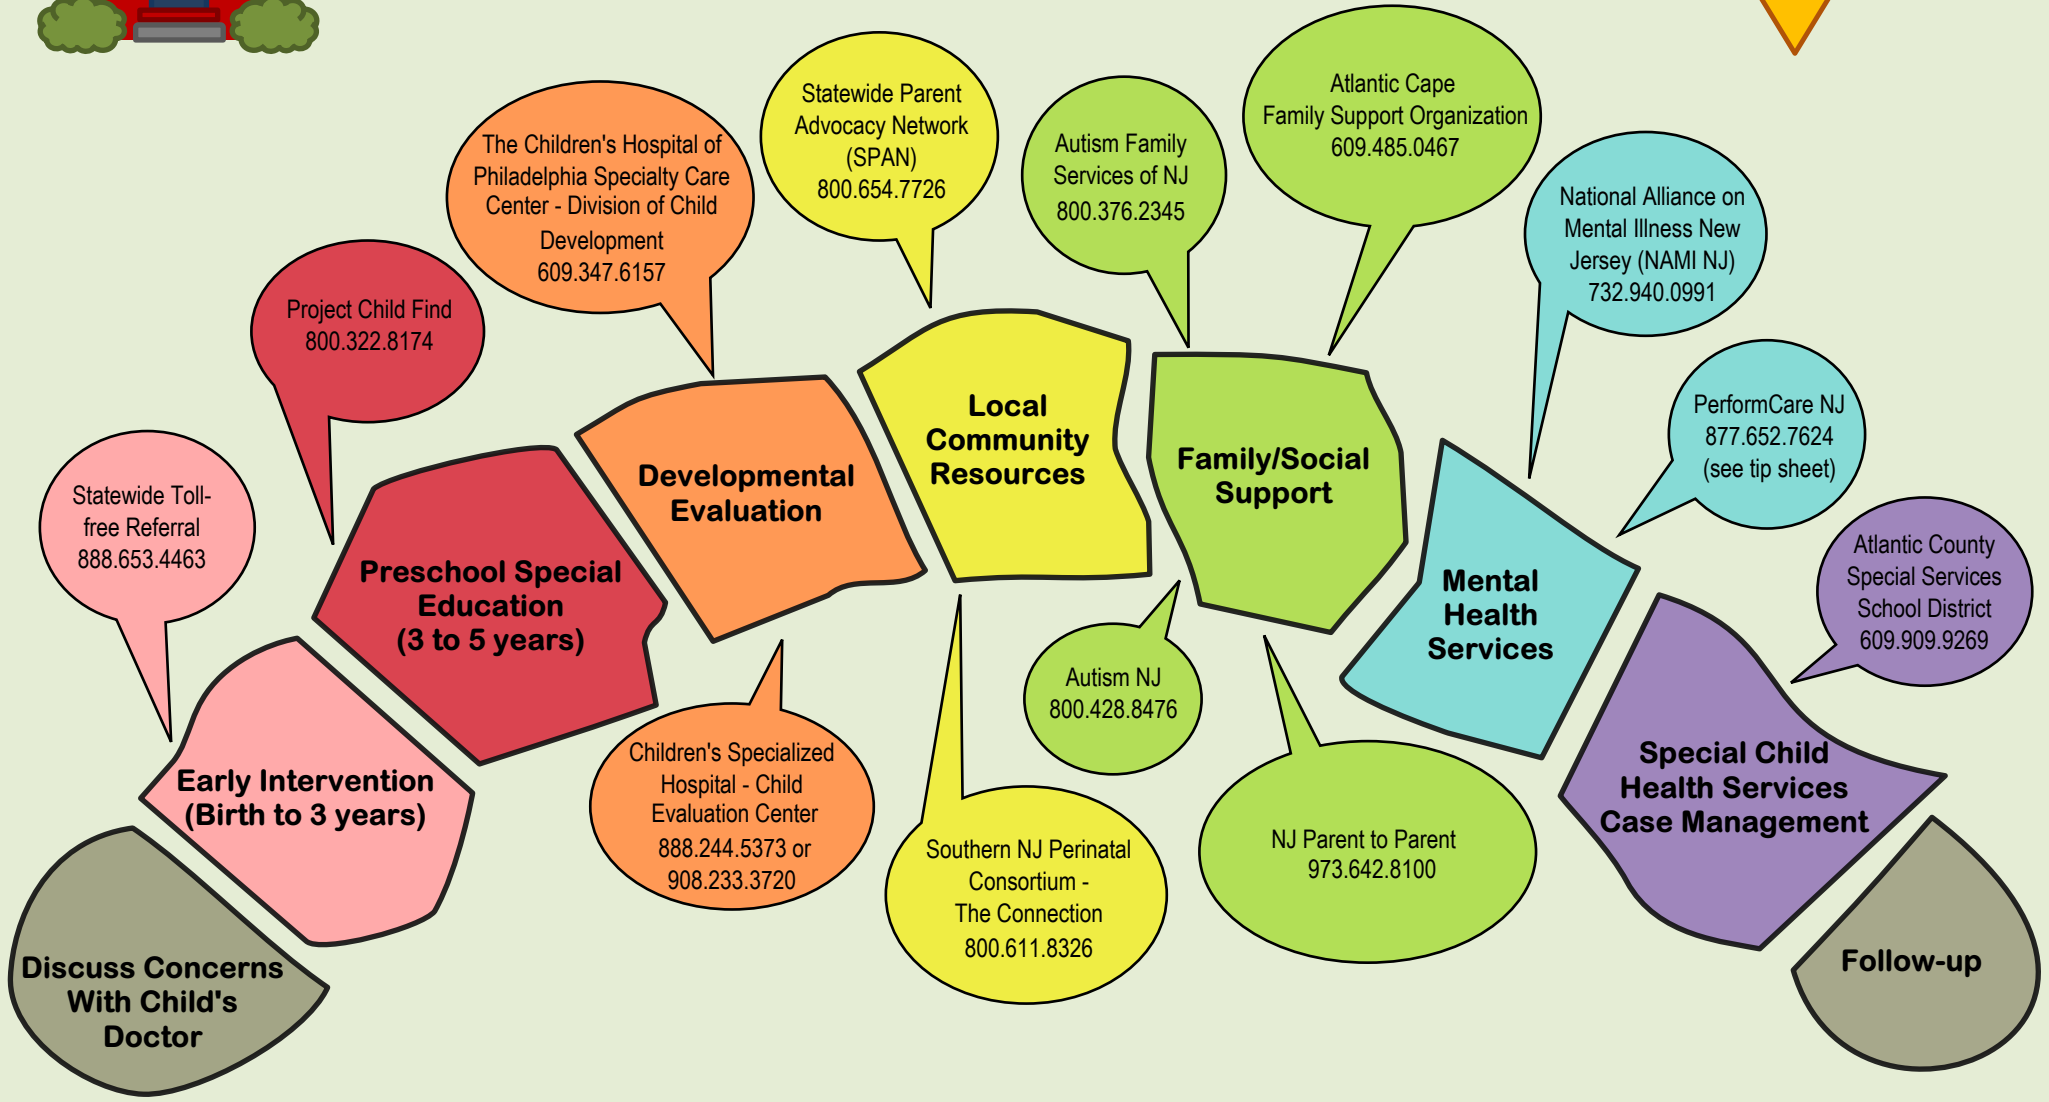 Statewide Toll-
free Referral
888.653.4463
Project Child Find
800.322.8174
The Children's Hospital of
Philadelphia Specialty Care
Center - Division of Child
Development
609.347.6157
Statewide Parent
Advocacy Network
(SPAN)
800.654.7726
Autism Family
Services of NJ
800.376.2345
Atlantic Cape
Family Support Organization
609.485.0467
National Alliance on
Mental Illness New
Jersey (NAMI NJ)
732.940.0991
PerformCare NJ
877.652.7624
(see tip sheet)
Atlantic County
Special Services
School District
609.909.9269
Discuss Concerns
With Child's
Doctor
Early Intervention
(Birth to 3 years)
Preschool Special
Education
(3 to 5 years)
Developmental
Evaluation
Local
Community
Resources
Family/Social
Support
Mental
Health
Services
Special Child
Health Services
Case Management
Follow-up
Children's Specialized
Hospital - Child
Evaluation Center
888.244.5373 or
908.233.3720
Southern NJ Perinatal
Consortium -
The Connection
800.611.8326
Autism NJ
800.428.8476
NJ Parent to Parent
973.642.8100